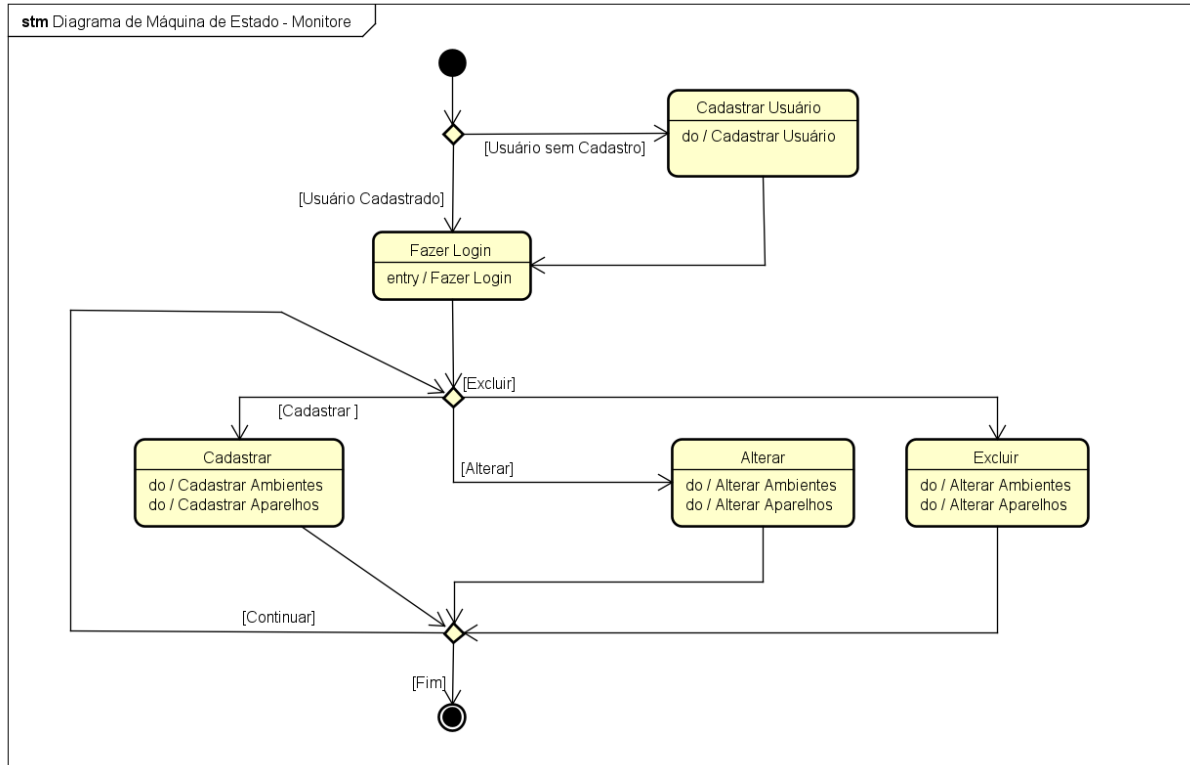 stm Diagrama de Máquina de Estado - Monitore
Cadastrar Usuário
do / Cadastrar Usuário
[Usuário sem Cadastro]
[Usuário Cadastrado]
Fazer Login
entry / Fazer Login
[Excluir]
[Cadastrar ]
[Alterar]
Cadastrar
do / Cadastrar Ambientes
do / Cadastrar Aparelhos
Alterar
do / Alterar Ambientes
do / Alterar Aparelhos
Excluir
do / Alterar Ambientes
do / Alterar Aparelhos
[Continuar]
[Fim]